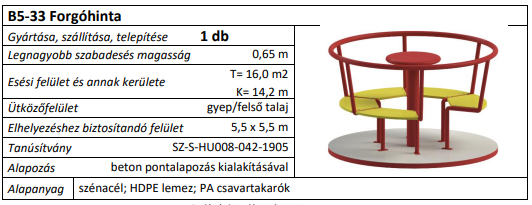 B5-33 Forgóhinta
Gyártása, szállítása, telepítése 1 db
Legnagyobb szabadesés magasság 0,65 m
Esési felület és annak kerülete T= 16,0 m2
K= 14,2 m
Ütközőfelület gyep/felső talaj
Elhelyezéshez biztosítandó felület 5,5 x 5,5 m
Tanúsítvány SZ-S-HU008-042-1905
Alapozás beton pontalapozás kialakításával
Alapanyag szénacél; HDPE lemez; PA csavartakarók